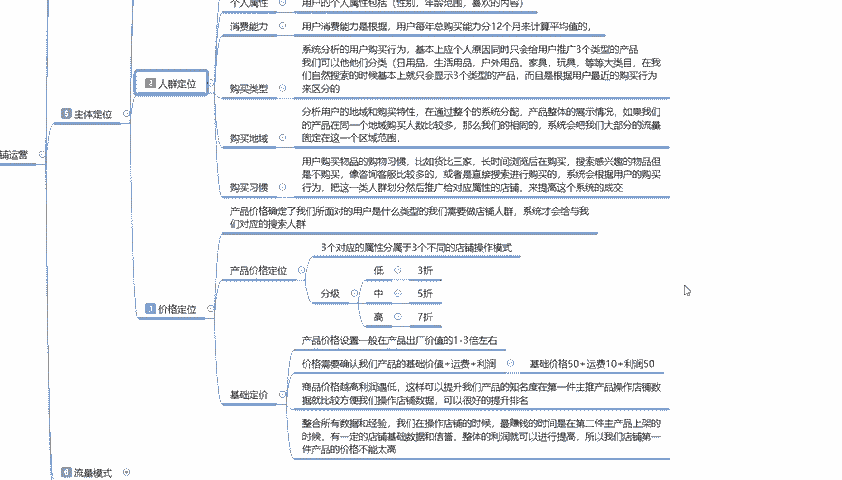 个人属性
用户的个人属性包括（性别，年龄范围，喜欢的内容）
消费能力
用户消费能力是根据，用户每年总购买能力分12个月来计算平均值的，
2 人群定位
系统分析的用户购买行为，基本上应个人原因同时只会给用户推广3个类型的产品
我们可以他他们分类（日用品，生活用品，户外用品，家具，玩具，等等大类目，在我
们自然搜索的时候基本上就只会显示3个类型的产品，而且是根据用户最近的购买行为
来区分的
购买类型
5 主体定位
分析用户的地域和购买特性，在通过整个的系统分配，产品整体的展示情况，如果我们
的产品在同一个地域购买人数比较多，那么我们的相同的，系统会把我们大部分的流量
固定在这一个区域范围，
购买地域
铺运营
用户购买物品的购物习惯，比如货比三家，长时间浏览后在购买，搜索感兴趣的物品但
是不购买，像咨询客服比较多的，或者是直接搜索进行购买的，系统会根据用户的购买
行为，把这一类人群划分然后推广给对应属性的店铺，来提高这个系统的成交
购买习惯
产品价格确定了我们所面对的用户是什么类型的我们需要做店铺人群，系统才会给与我
们对应的搜索人群
3个对应的属性分属于3个不同的店铺操作模式
产品价格定位
低
3折
分级
中
5折
高
7折
3 价格定位
产品价格设置一般在产品出厂价值的1-3倍左右
价格需要确认我们产品的基础价值+运费+利润
基础价格50+运费10+利润50
基础定价
商品价格越高利润遇低，这样可以提升我们产品的知名度在第一件主推产品操作店铺数
据就比较方便我们操作店铺数据，可以很好的提升排名
整合所有数据和经验，我们在操作店铺的时候，最赚钱的时间是在第二件主产品上架的
时候，有一定的店铺基础数据和信誉，整体的利润就可以进行提高，所以我们店铺第一
件产品的价格不能太高
6 流量模式